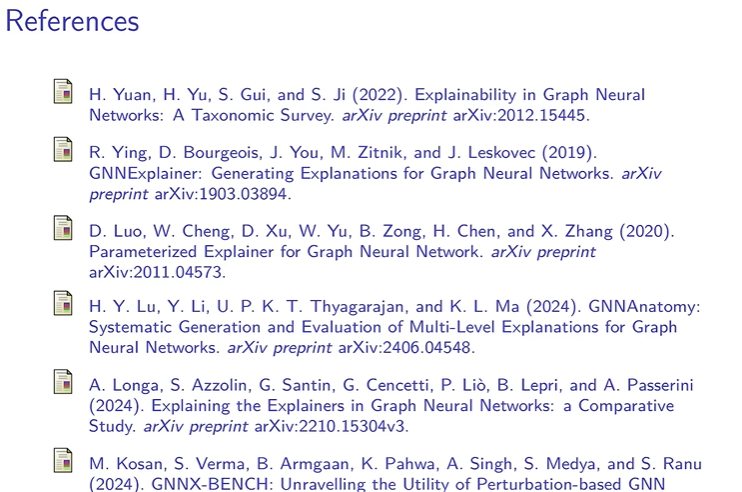 References
H. Yuan, H. Yu, S. Gui, and S. Ji (2022). Explainability in Graph Neural
Networks: A Taxonomic Survey. arXiv preprint arXiv:2012.15445.
R. Ying, D. Bourgeois, J. You, M. Zitnik, and J. Leskovec (2019).
GNNExplainer: Generating Explanations for Graph Neural Networks. arXiv
preprint arXiv:1903.03894.
D. Luo, W. Cheng, D. Xu, W. Yu, B. Zong, H. Chen, and X. Zhang (2020).
Parameterized Explainer for Graph Neural Network. arXiv preprint
arXiv:2011.04573.
H. Y. Lu, Y. Li, U. P. K. T. Thyagarajan, and K. L. Ma (2024). GNNAnatomy:
Systematic Generation and Evaluation of Multi-Level Explanations for Graph
Neural Networks. arXiv preprint arXiv:2406.04548.
A. Longa, S. Azzolin, G. Santin, G. Cencetti, P. Liò, B. Lepri, and A. Passerini
(2024). Explaining the Explainers in Graph Neural Networks: a Comparative
Study. arXiv preprint arXiv:2210.15304v3.
M. Kosan, S. Verma, B. Armgaan, K. Pahwa, A. Singh, S. Medya, and S. Ranu
(2024). GNNX-BENCH: Unravelling the Utility of Perturbation-based GNN